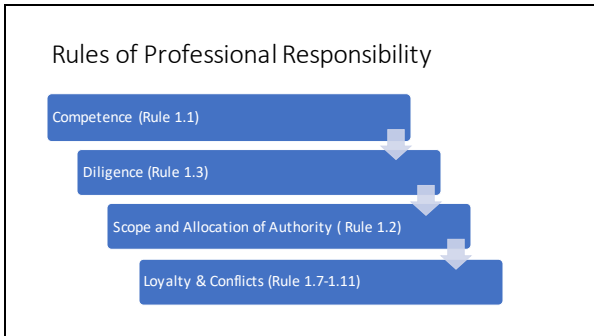 Rules of Professional Responsibility
Competence (Rule 1.1)
Diligence (Rule 1.3)
Scope and Allocation of Authority ( Rule 1.2)
Loyalty & Conflicts (Rule 1.7-1.11)